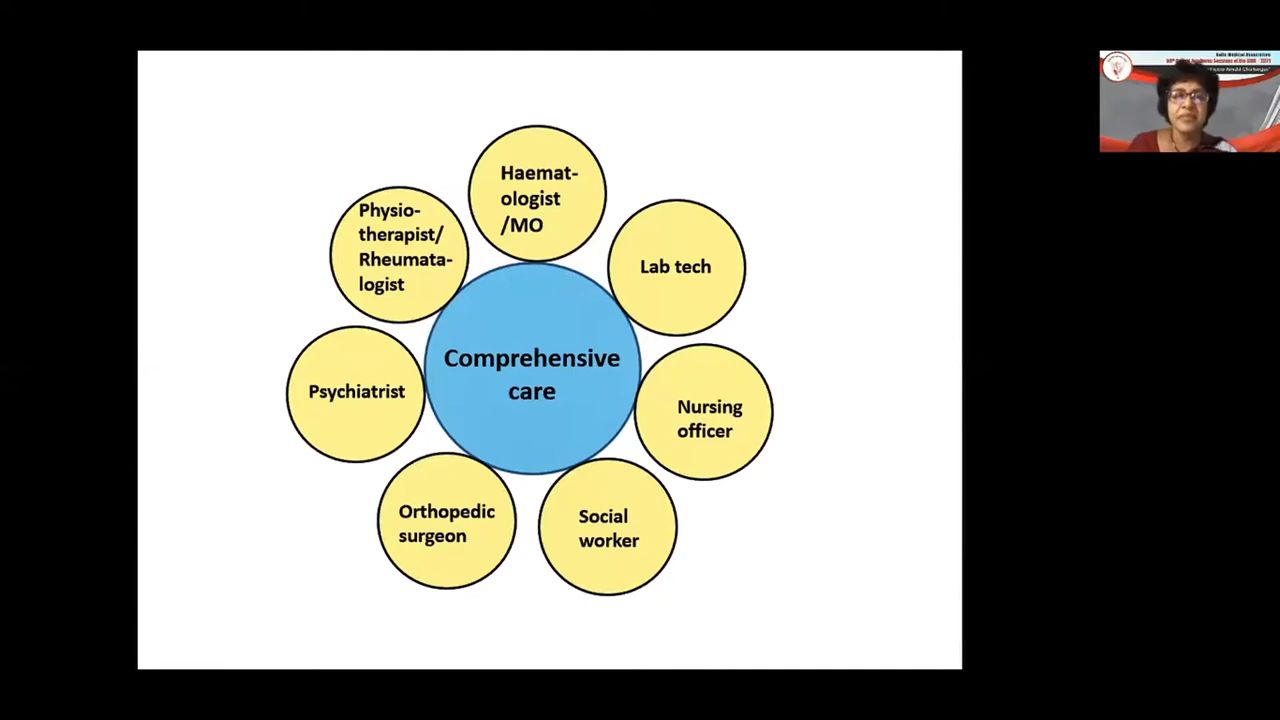 Haemat-
ologist
/MO
Physio-
therapist/
Rheumata-
logist
Lab tech
Comprehensive
care
Psychiatrist
Nursing
officer
Orthopedic
surgeon
Social
worker